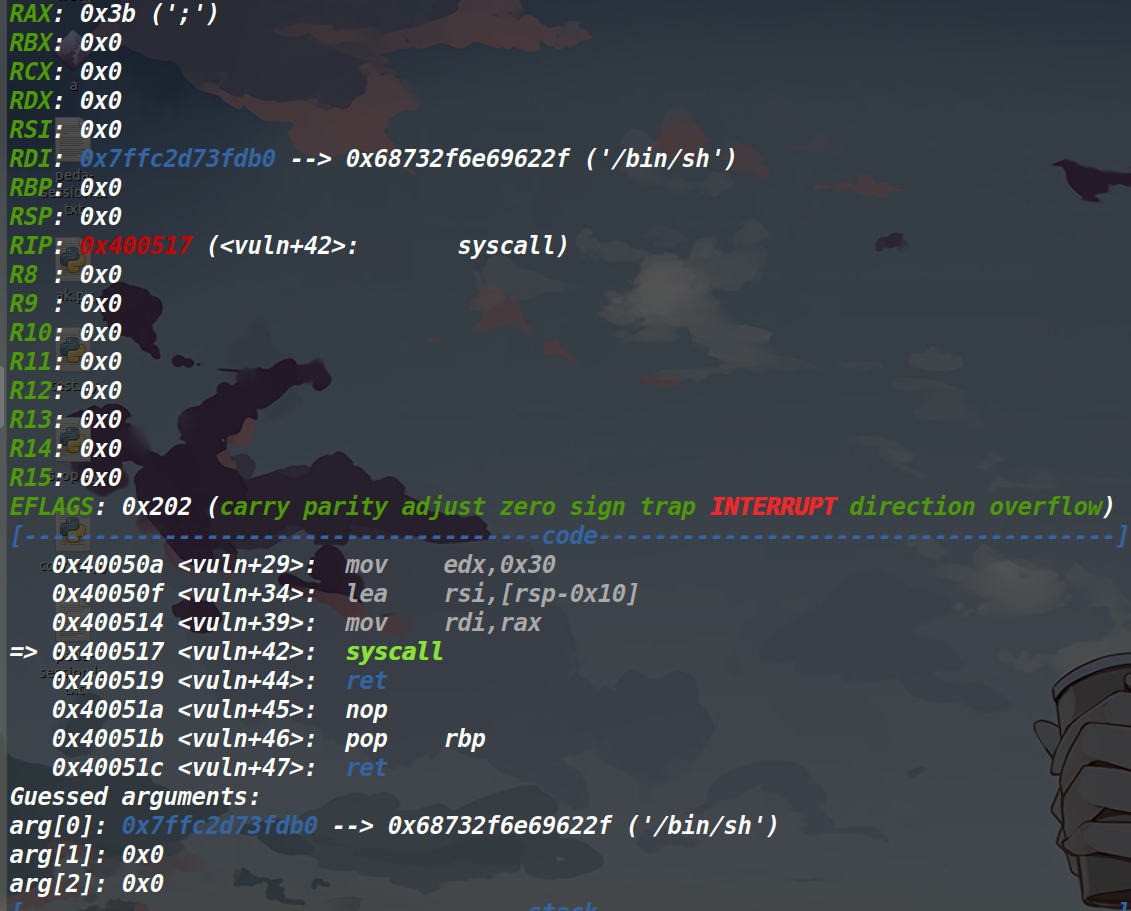 RAX: 0x3b (';')
RBX: 0x0
RCX: 0x0
RDX: 0x0
RSI: 0x0
RDI: 0x7ffc2d73fdb0 --> 0x68732f6e69622f ('/bin/sh')
RBP: 0x0
RSP: 0x0
RIP: 0x400517 (<vuln+42>:       syscall)
R8 : 0x0
R9 : 0x0
R10: 0x0
R11: 0x0
R12: 0x0
R13: 0x0
R14: 0x0
R15: 0x0
EFLAGS: 0x202 (carry parity adjust zero sign trap INTERRUPT direction overflow)
[-------------------------------------code-------------------------------------]
   0x40050a <vuln+29>:  mov    edx,0x30
   0x40050f <vuln+34>:  lea    rsi,[rsp-0x10]
   0x400514 <vuln+39>:  mov    rdi,rax
=> 0x400517 <vuln+42>:  syscall
   0x400519 <vuln+44>:  ret
   0x40051a <vuln+45>:  nop
   0x40051b <vuln+46>:  pop    rbp
   0x40051c <vuln+47>:  ret
Guessed arguments:
arg[0]: 0x7ffc2d73fdb0 --> 0x68732f6e69622f ('/bin/sh')
arg[1]: 0x0
arg[2]: 0x0
a
peda-
txt